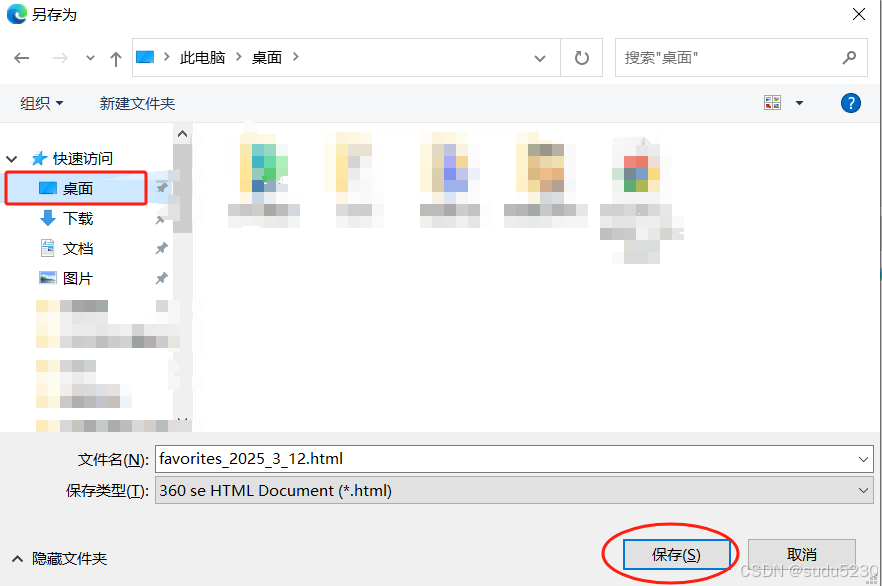 另存为
此电脑 桌面
搜索"桌面"
组织 新建文件夹
?
快速访问
桌面
下载
文档
图片
文件名(N): favorites_2025_3_12.html
保存类型(T): 360 se HTML Document (*.html)
隐藏文件夹
保存(S) 取消
CSDN @sudu5230